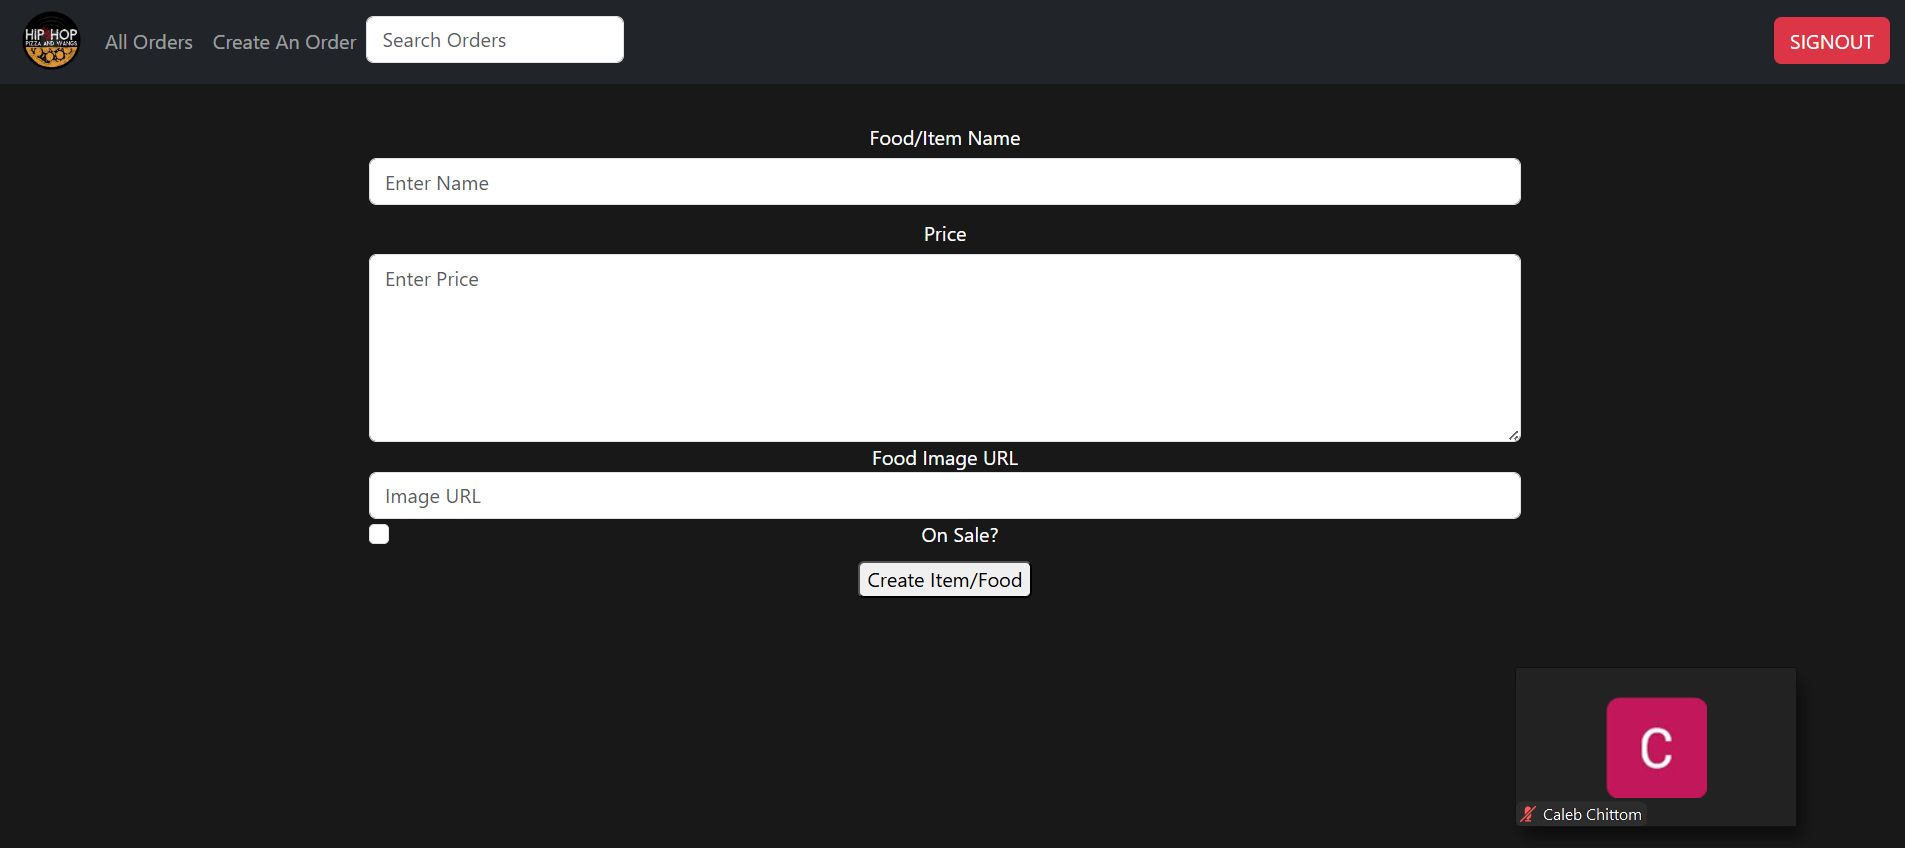 HIP HOP
PIZZA AND WANGS
All Orders
Create An Order
Search Orders
SIGNOUT
Food/Item Name
Enter Name
Price
Enter Price
Food Image URL
Image URL
On Sale?
Create Item/Food
C
Caleb Chittom